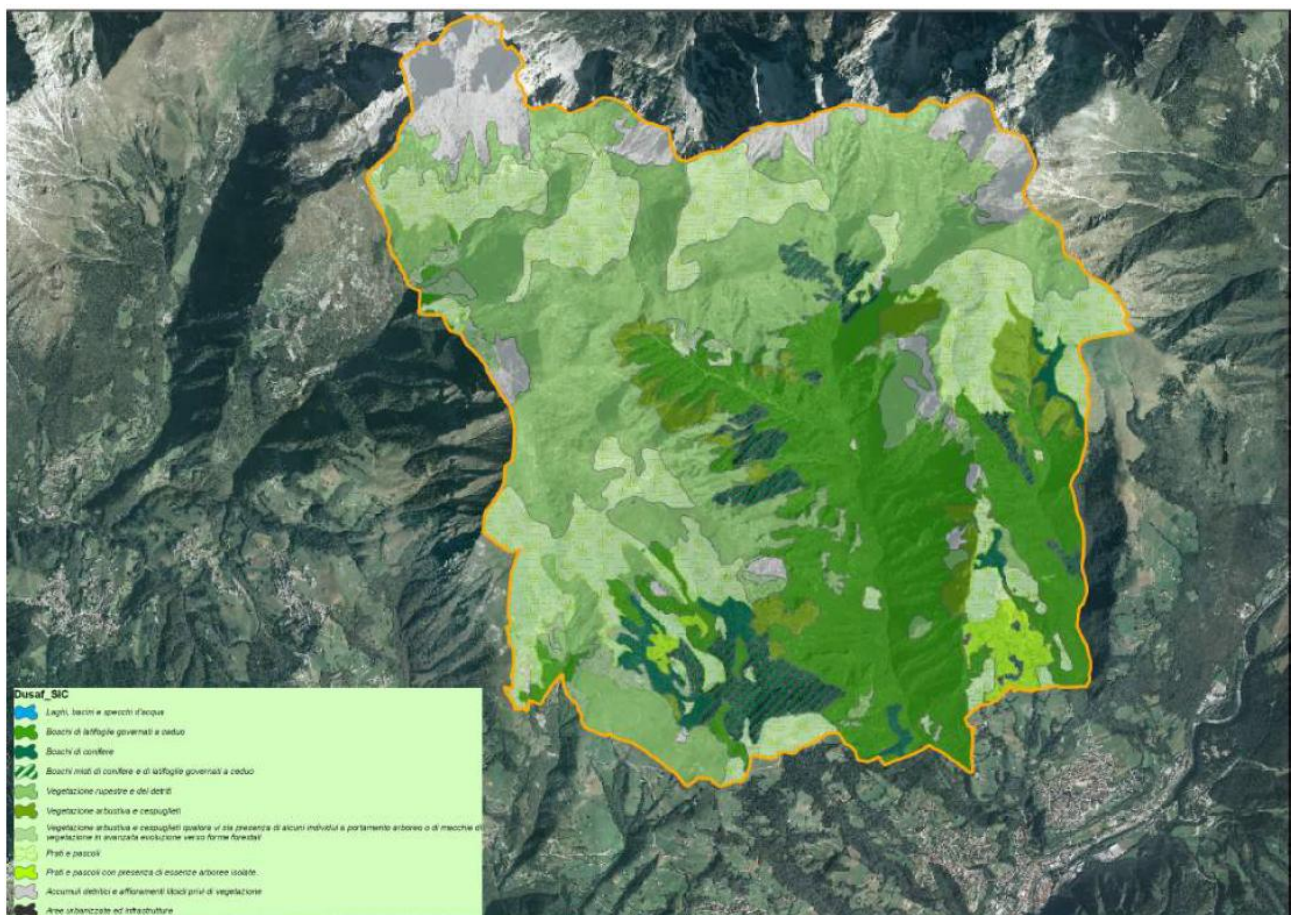 Dusaf_SIC
Laghi, bacini e specchi d'acqua
Boschi di latifoglie governati a ceduo
Boschi di conifere
Boschi misti di conifere e di latifoglie governati a ceduo
Vegetazione rupestre e dei detriti
Vegetazione arbustiva e cespuglieti
Vegetazione arbustiva e cespuglieti qualora vi sia presenza di alcuni individui a portamento arboreo o di macchie di
vegetazione in avanzata evoluzione verso forme forestali
Prati e pascoli
Prati e pascoli con presenza di essenze arboree isolate
Accumuli detritici e affioramenti litoidi privi di vegetazione
Aree urbanizzate ed infrastrutture